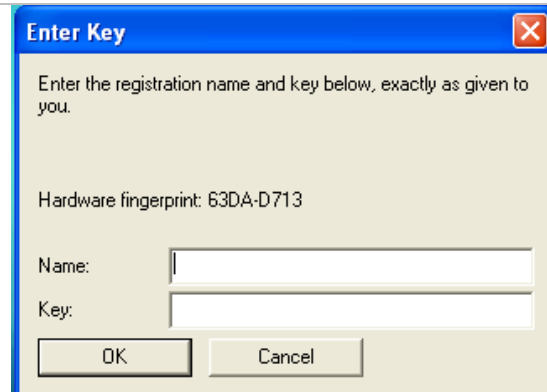 Enter Key
Enter the registration name and key below, exactly as given to
you.
Hardware fingerprint: 63DA-D713
Name:
Key:
OK
Cancel